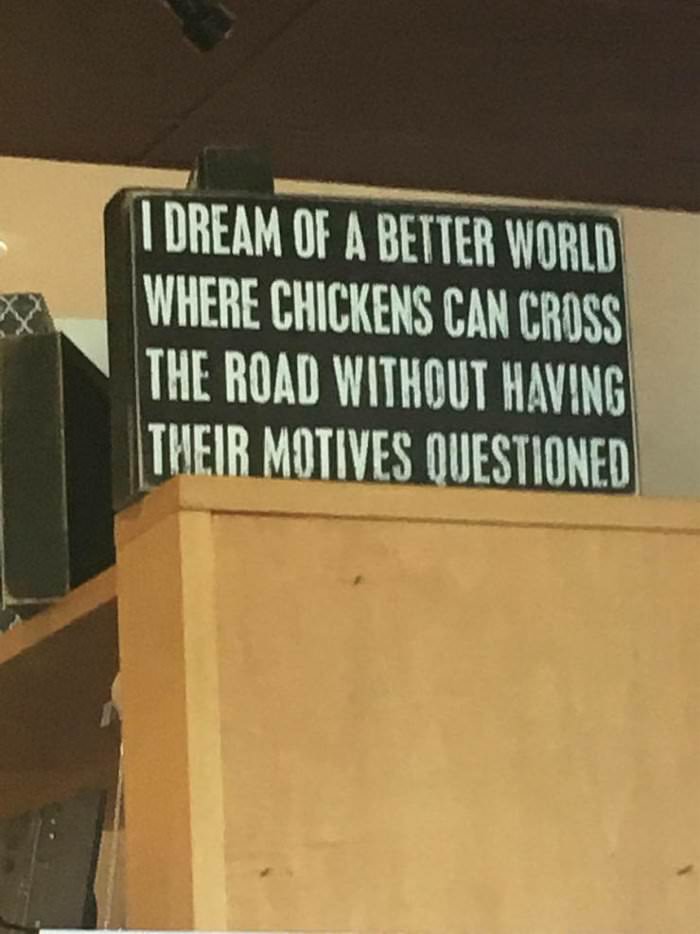 I DREAM OF A BETTER WORLD
WHERE CHICKENS CAN CROSS
THE ROAD WITHOUT HAVING
THEIR MOTIVES QUESTIONED